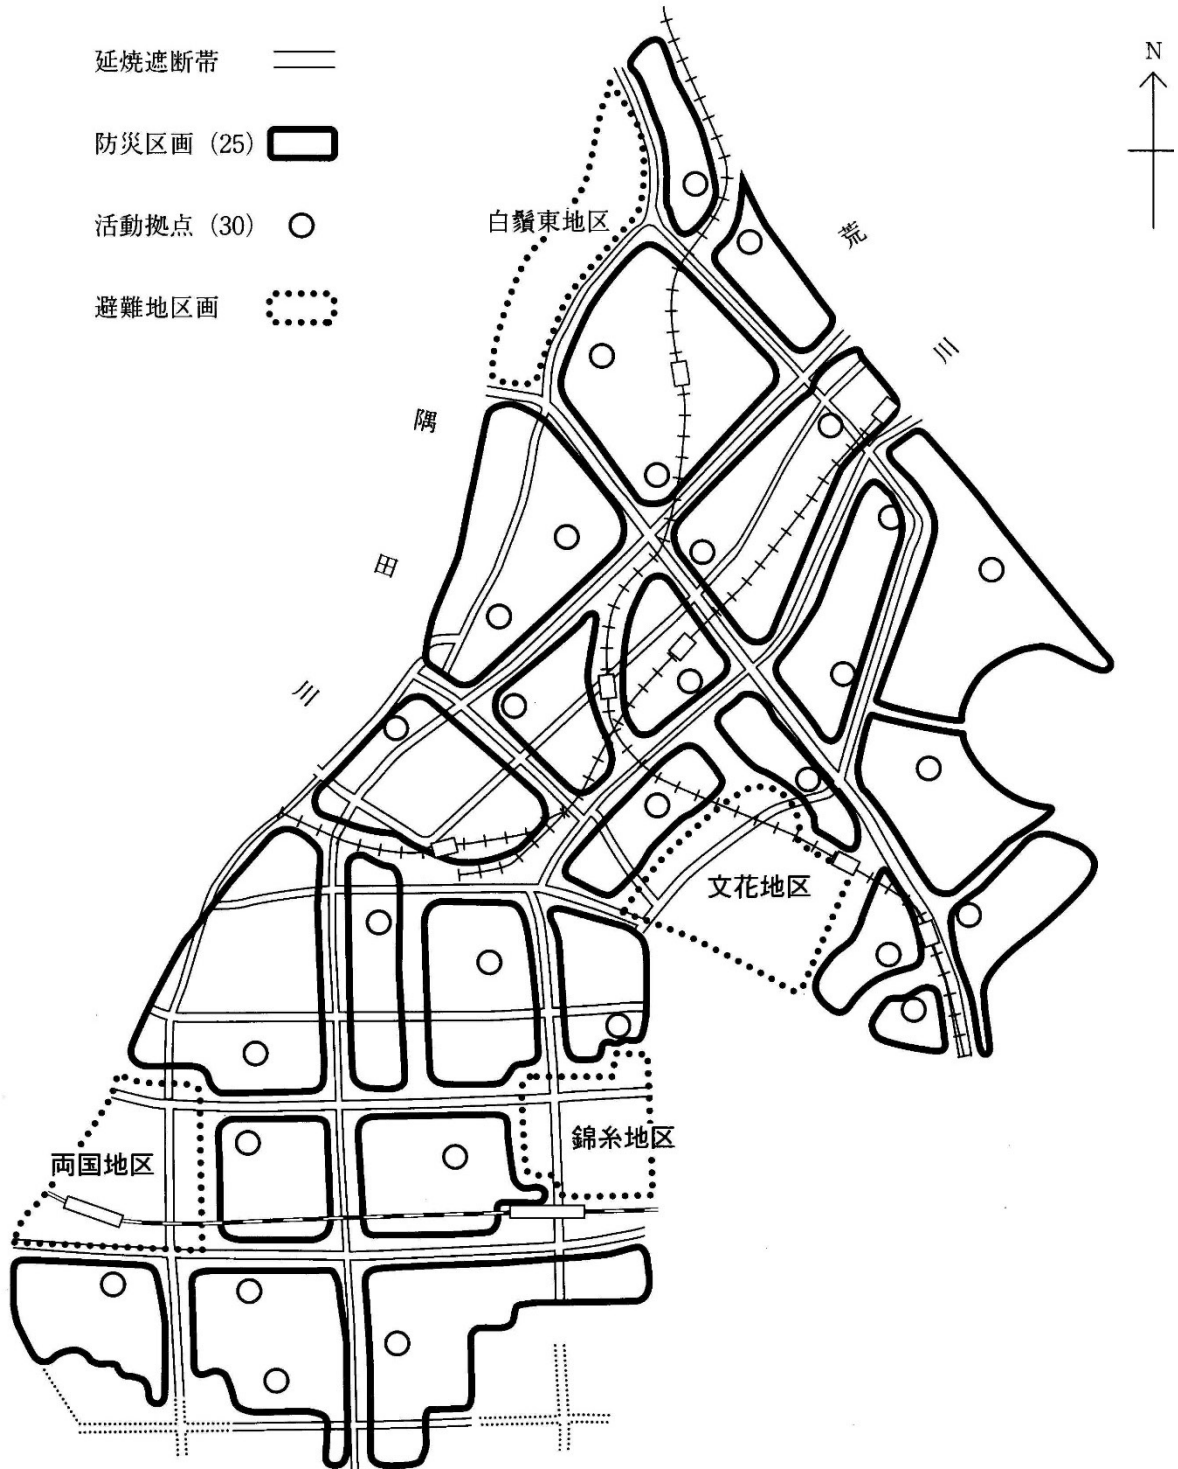 延焼遮断帯
防災区画 (25)
活動拠点 (30)
避難地区画
N
白鬚東地区
荒川
隅田川
文花地区
錦糸地区
両国地区